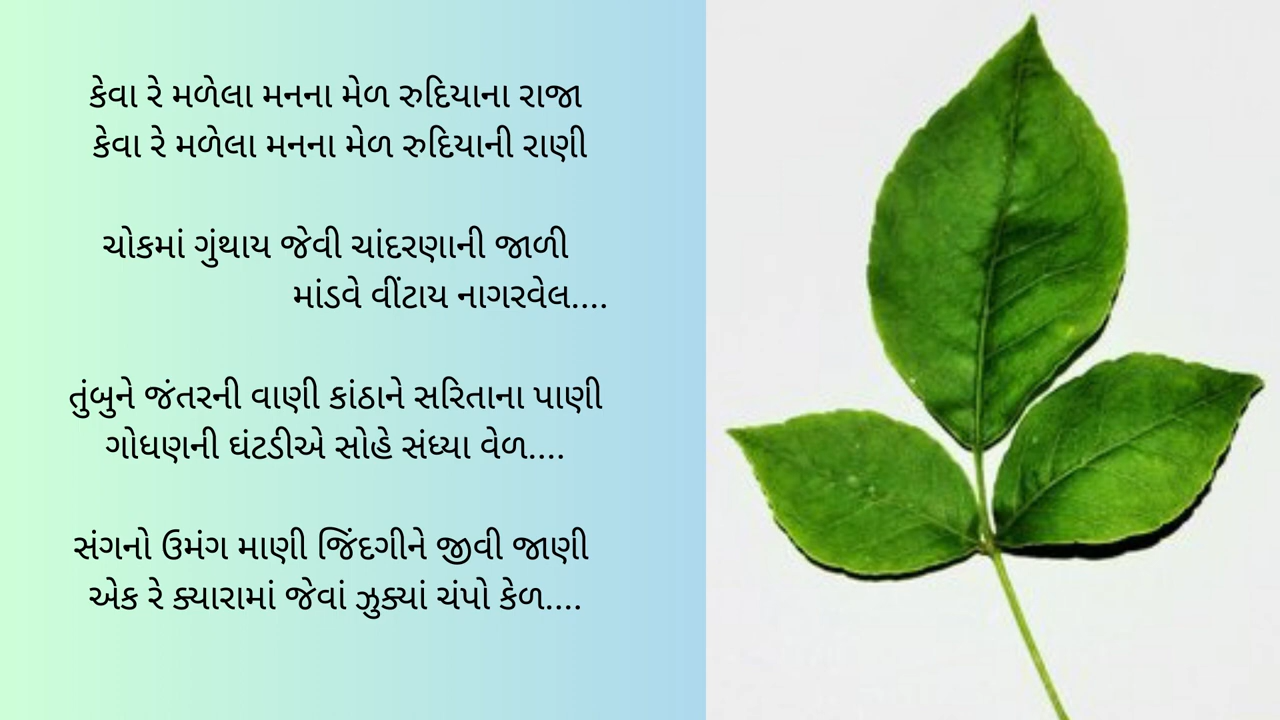 કેવા રે મળેલા મનના મેળ રુદિયાના રાજા
કેવા રે મળેલા મનના મેળ રુદિયાની રાણી
ચોકમાં ગુંથાય જેવી ચાંદરણાની જાળી
માંડવે વીંટાય નાગરવેલ....
તુંબુને જંતરની વાણી કાંઠાને સરિતાના પાણી
ગોધણની ઘંટડીએ સોહે સંધ્યા વેળ....
સંગનો ઉમંગ માણી જિંદગીને જીવી જાણી
એક રે ક્યારામાં જેવાં ઝુક્યાં ચંપો કેળ....